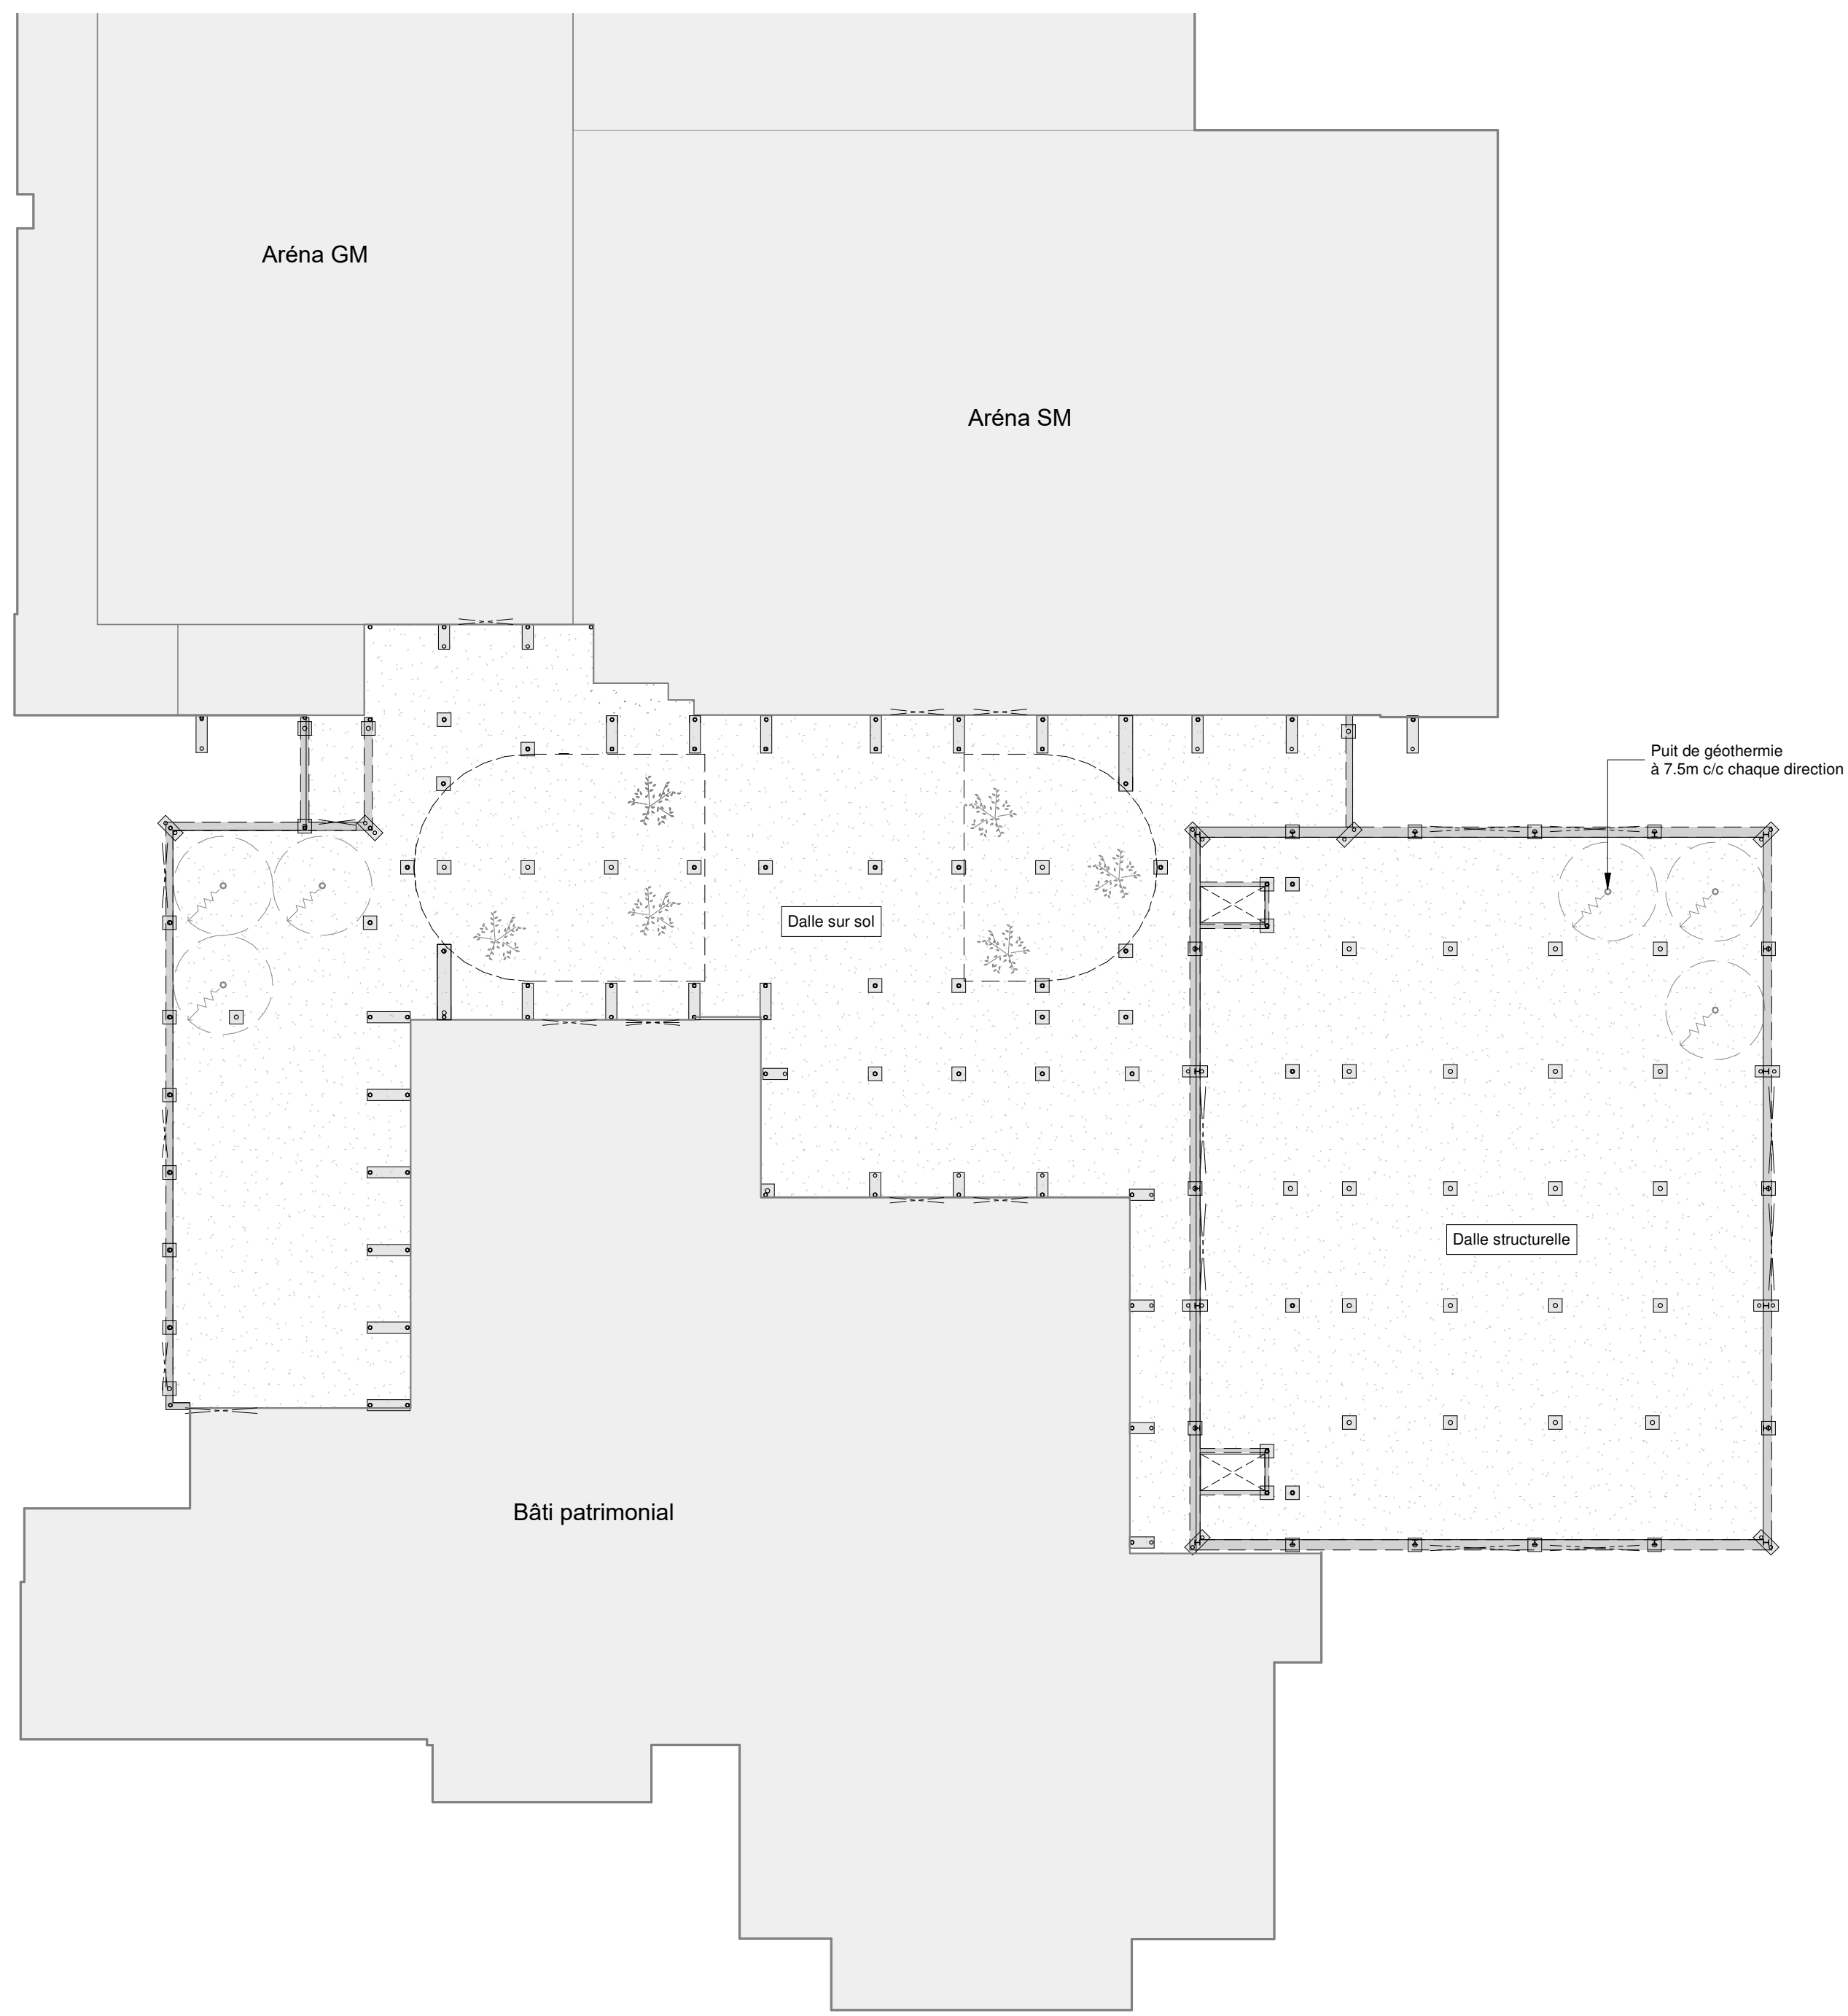 Aréna GM
Aréna SM
Puit de géothermie
à 7.5m c/c chaque direction
Dalle sur sol
Dalle structurelle
Bâti patrimonial